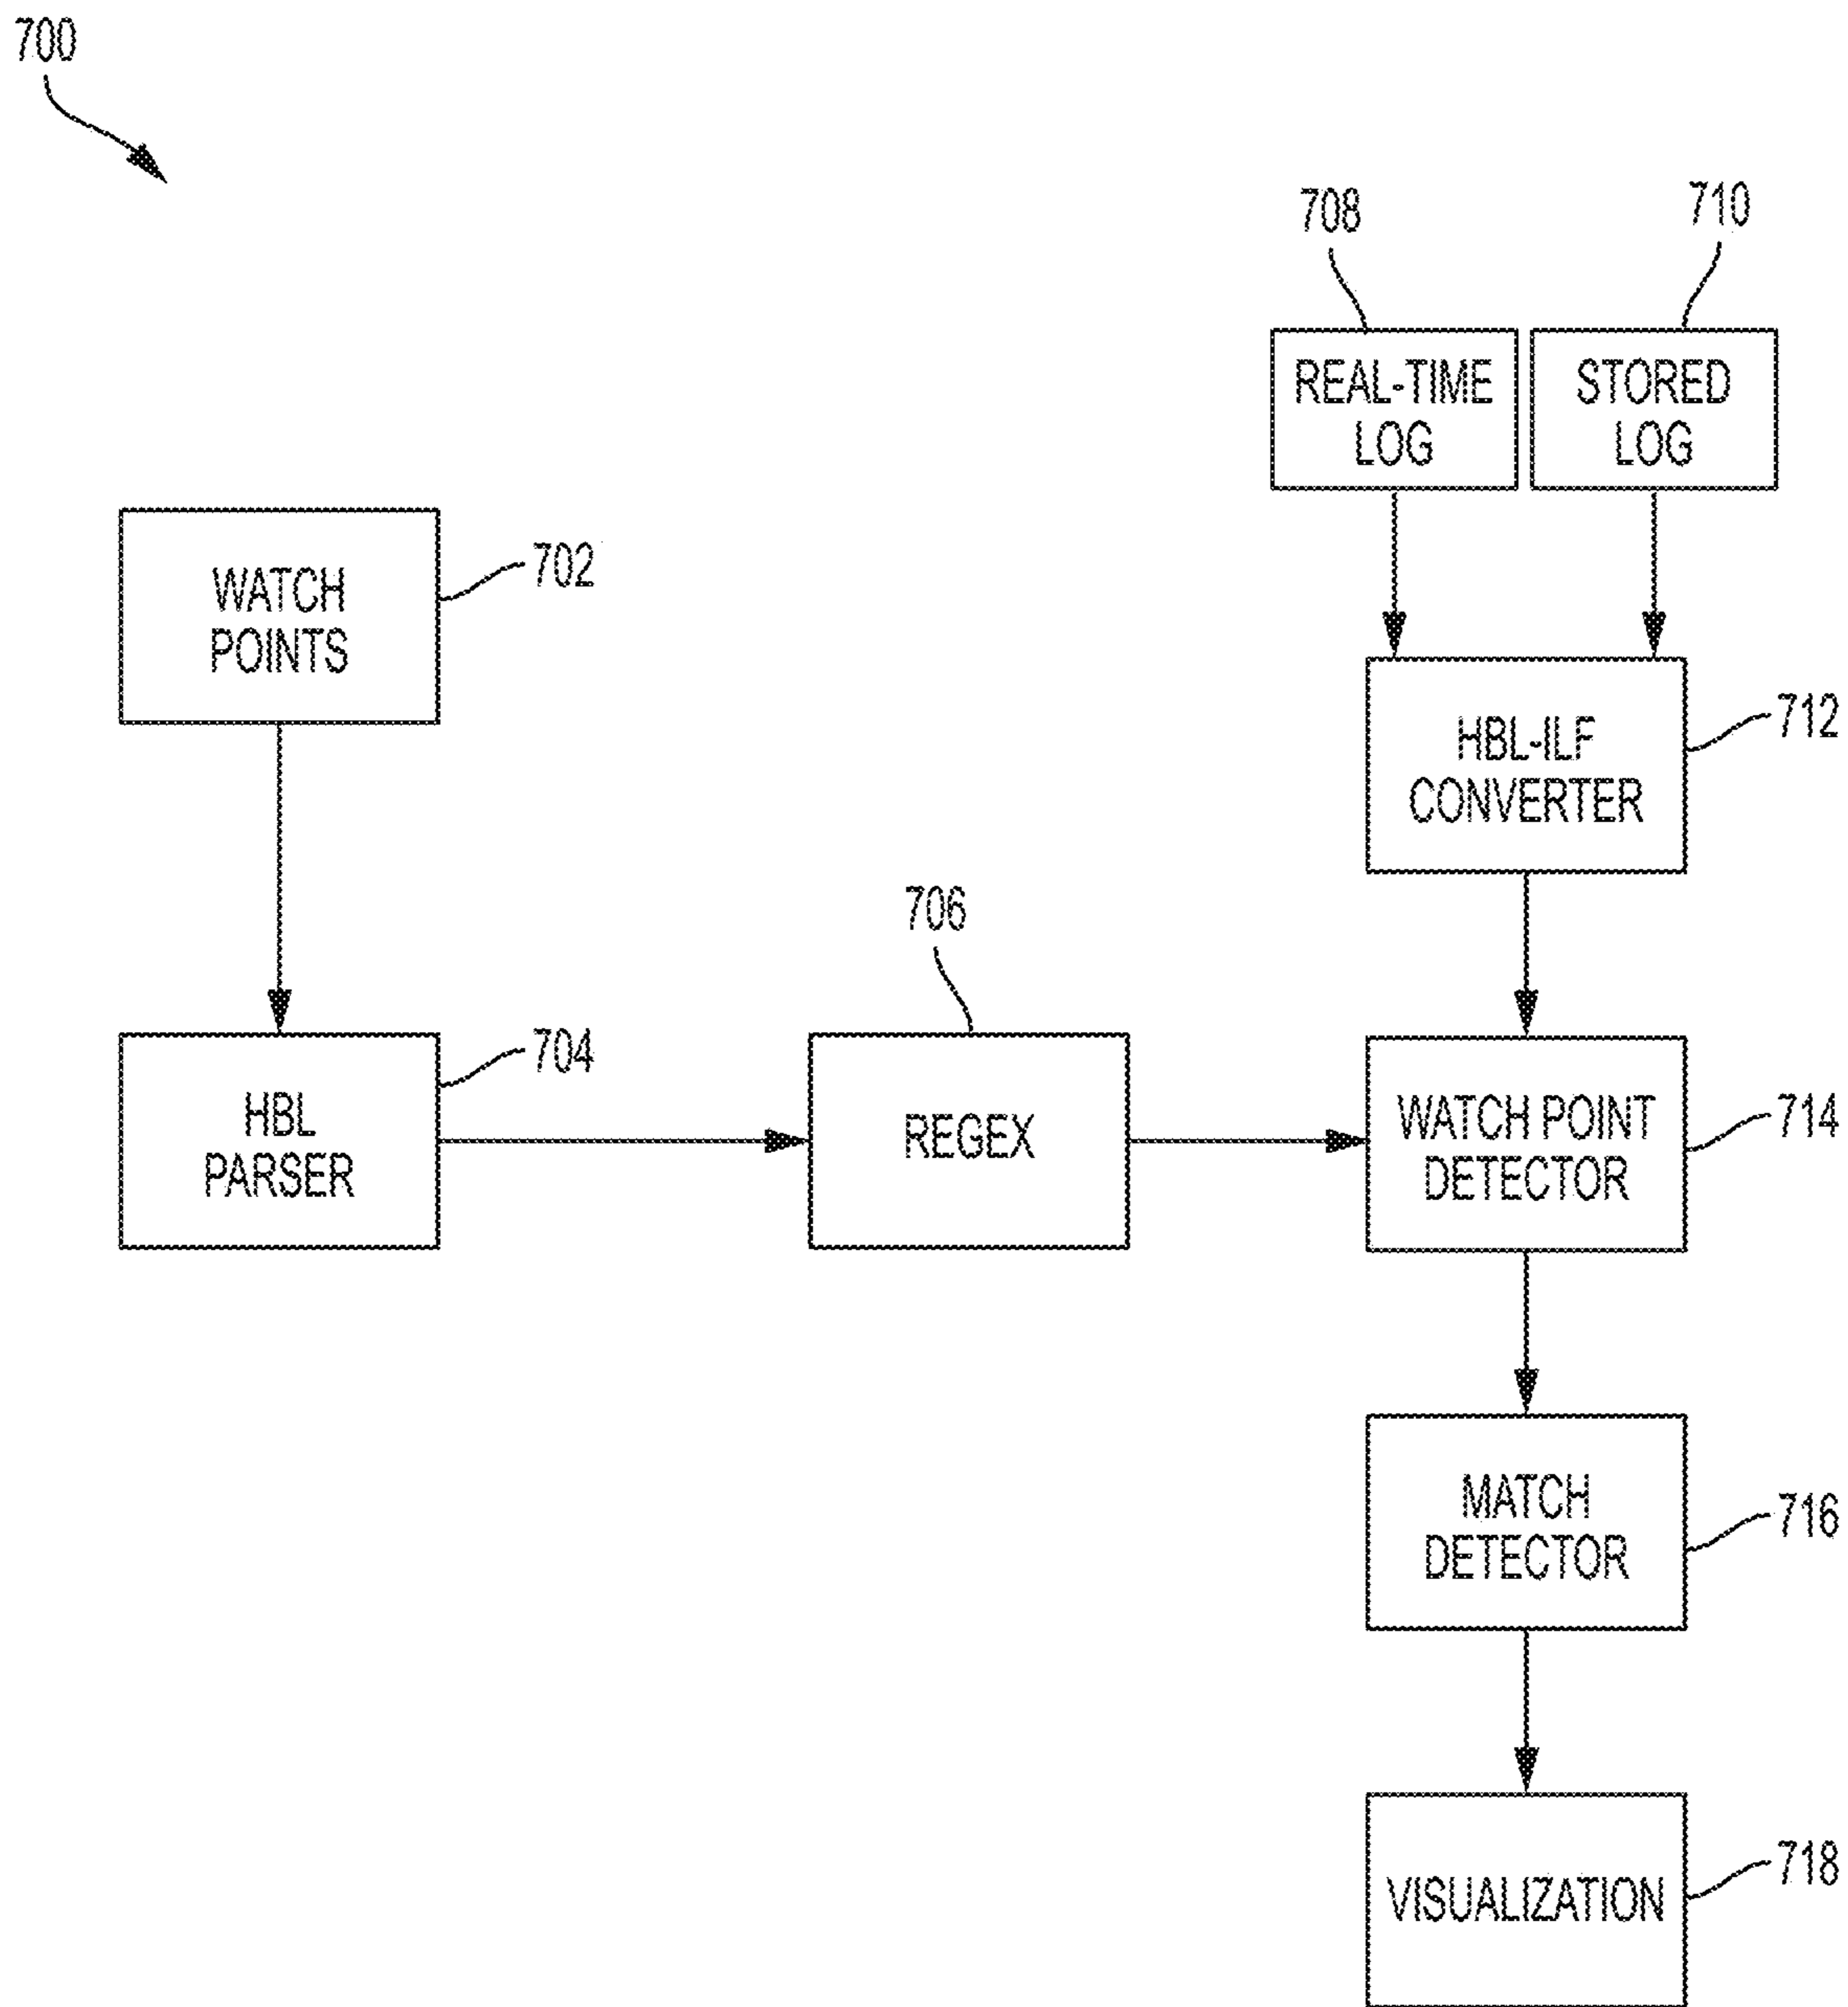 700
708
710
REAL-TIME
LOG
STORED
LOG
WATCH
POINTS
702
HBL-ILF
CONVERTER
712
706
HBL
PARSER
704
REGEX
WATCH POINT
DETECTOR
714
MATCH
DETECTOR
716
VISUALIZATION
718